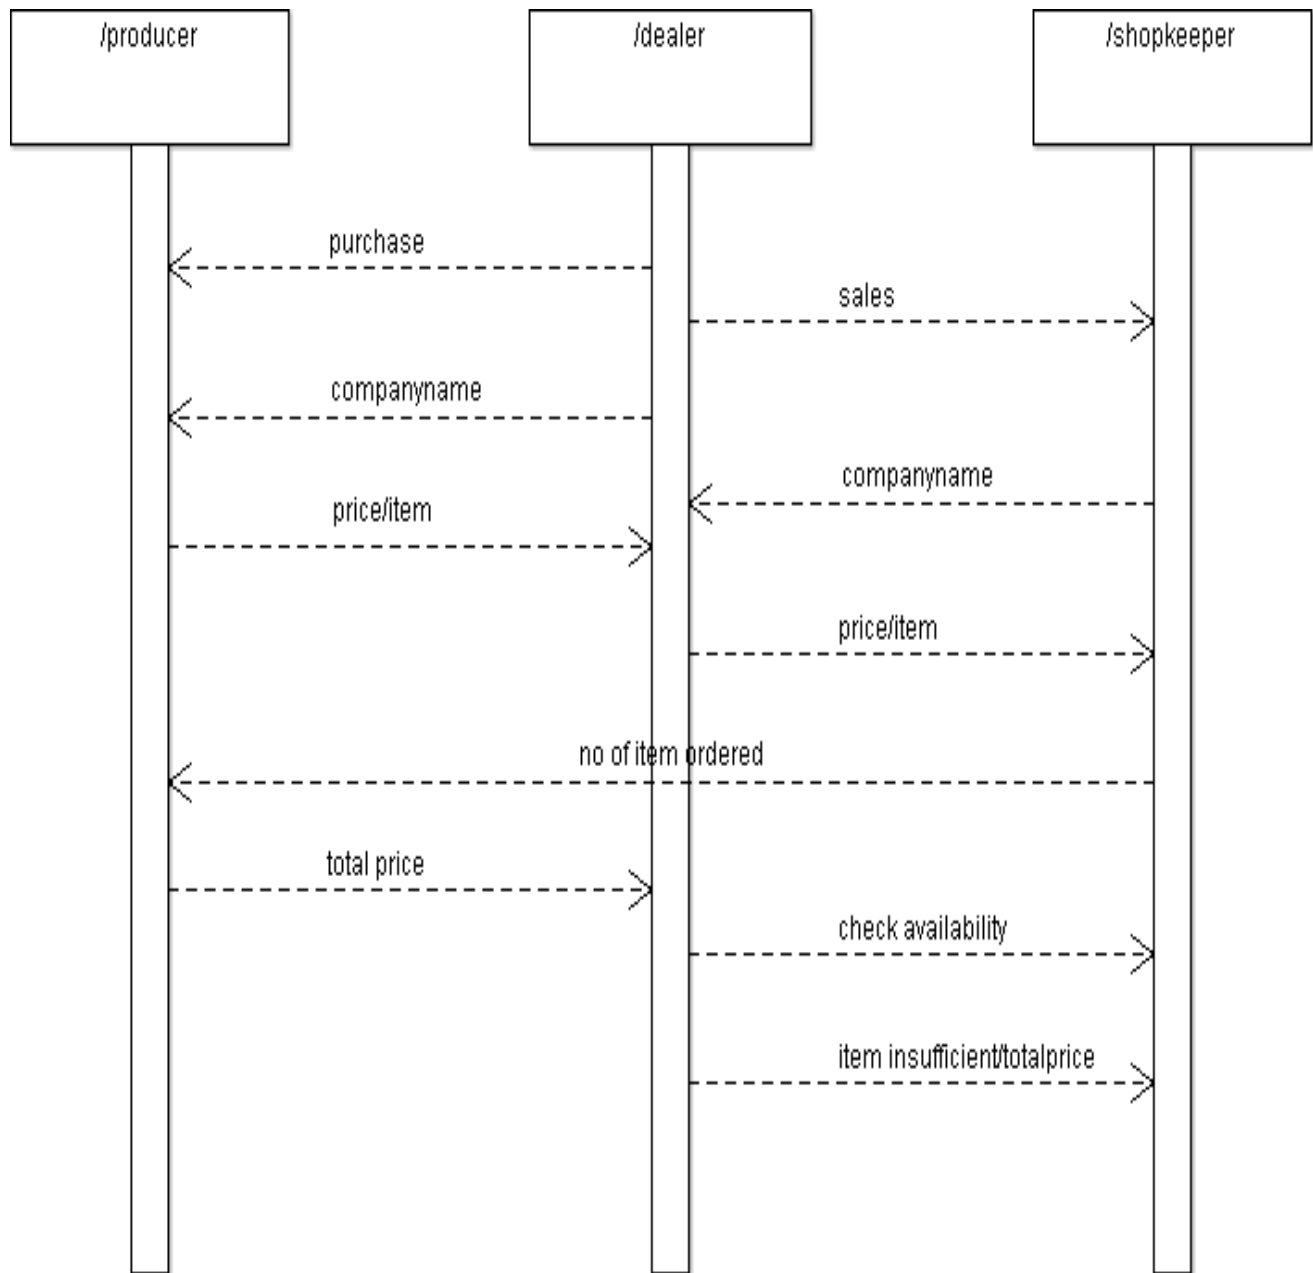 /producer
/dealer
/shopkeeper
purchase
sales
companyname
companyname
price/item
price/item
no of item ordered
total price
check availability
item insufficient/totalprice